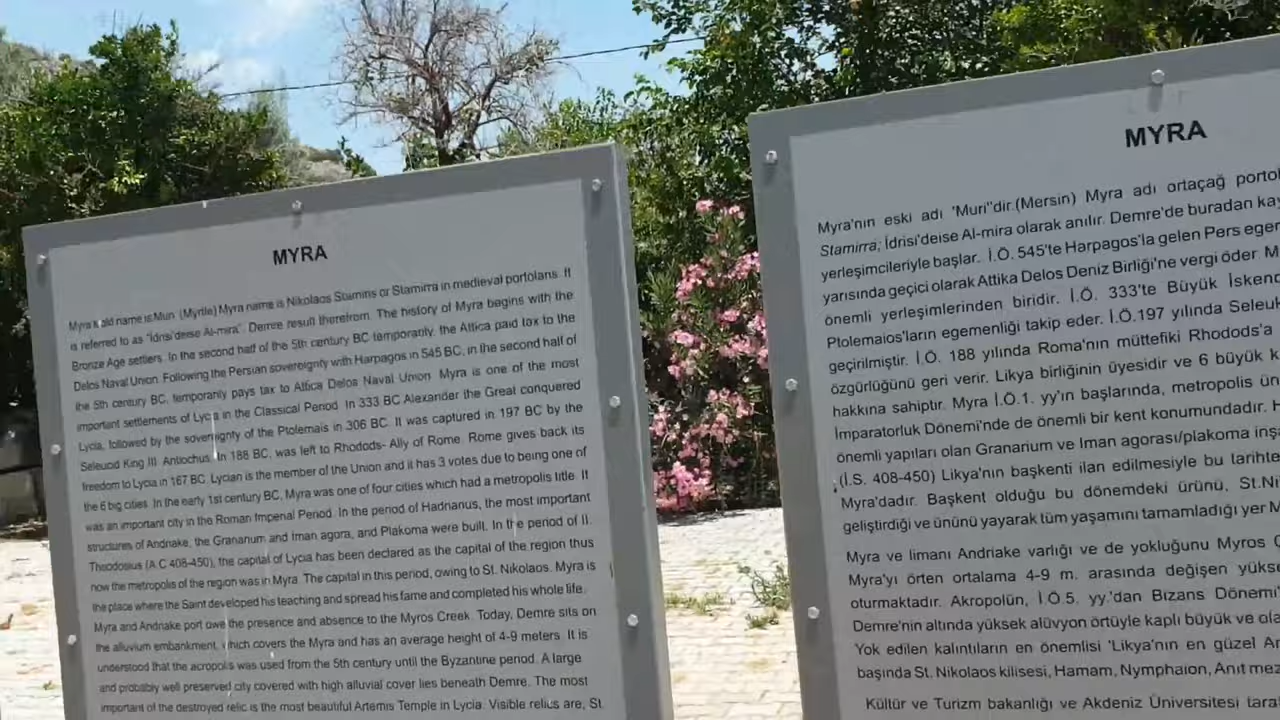 MYRA
Myra's old name is Muri (Myrtle) Myra name is Nikolaos Stamins or Stamirra in medieval portolans. It
is referred to as "Idrisi'deise Al-mira". Demre result therefrom. The history of Myra begins with the
Bronze Age settlers. In the second half of the 5th century BC temporarily, the Attica paid tax to the
Delos Naval Union. Following the Persian sovereignty with Harpagos in 545 BC, in the second half of
the 5th century BC, temporarily pays tax to Attica Delos Naval Union. Myra is one of the most
important settlements of Lycia in the Classical Period. In 333 BC Alexander the Great conquered
Lycia, followed by the sovereignty of the Ptolemais in 306 BC. It was captured in 197 BC by the
Seleucid King III. Antiochus. In 188 BC, was left to Rhodods- Ally of Rome. Rome gives back its
freedom to Lycia in 167 BC. Lycian is the member of the Union and it has 3 votes due to being one of
the 6 big cities. In the early 1st century BC, Myra was one of four cities which had a metropolis title. It
was an important city in the Roman Imperial Period. In the period of Hadrianus, the most important
structures of Andriake, the Granarium and liman agora, and Plakoma were built. In the period of II.
Theodosius (A.C 408-450), the capital of Lycia has been declared as the capital of the region thus
now the metropolis of the region was in Myra. The capital in this period, owing to St. Nikolaos. Myra is
the place where the Saint developed his teaching and spread his fame and completed his whole life.
Myra and Andriake port owe the presence and absence to the Myros Creek. Today, Demre sits on
the alluvium embankment, which covers the Myra and has an average height of 4-9 meters. It is
understood that the acropolis was used from the 5th century until the Byzantine period. A large
and probably well preserved city covered with high alluvial cover lies beneath Demre. The most
important of the destroyed relic is the most beautiful Artemis Temple in Lycia. Visible relics are, St.
MYRA
Myra'nın eski adı 'Muri''dir.(Mersin) Myra adı ortaçağ
Stamirra; İdrisi'deise Al-mira olarak anılır. Demre'de buradan
yerleşimcileriyle başlar. İ.Ö. 545'te Harpagos'la gelen Pers
yarısında geçici olarak Attika Delos Deniz Birliği'ne vergi öder
önemli yerleşimlerinden biridir. İ.Ö. 333'te Büyük
Ptolemaios'ların egemenliği takip eder. İ.Ö.197 yılında
geçirilmiştir. İ.Ö. 188 yılında Roma'nın müttefiki Rhodods'a
özgürlüğünü geri verir. Likya birliğinin üyesidir ve 6 büyük
hakkına sahiptir. Myra İ.Ö.1. yy'ın başlarında, metropolis
İmparatorluk Dönemi'nde de önemli bir kent konumundadır.
önemli yapıları olan Granarium ve liman agorası/plakoma
(İ.S. 408-450) Likya'nın başkenti ilan edilmesiyle bu
Myra'dadır. Başkent olduğu bu dönemdeki ürünü,
geliştirdiği ve ününü yayarak tüm yaşamını tamamladığı yer
Myra ve limanı Andriake varlığı ve de yokluğunu Myros
Myra'yı örten ortalama 4-9 m. arasında değişen
oturmaktadır. Akropolün, İ.Ö.5. yy.'dan Bizans
Demre'nin altında yüksek alüvyon örtüyle kaplı büyük ve
Yok edilen kalıntıların en önemlisi 'Likya'nın en güzel
başında St. Nikolaos kilisesi, Hamam, Nymphaion, Anıt
Kültür ve Turizm bakanlığı ve Akdeniz Üniversitesi